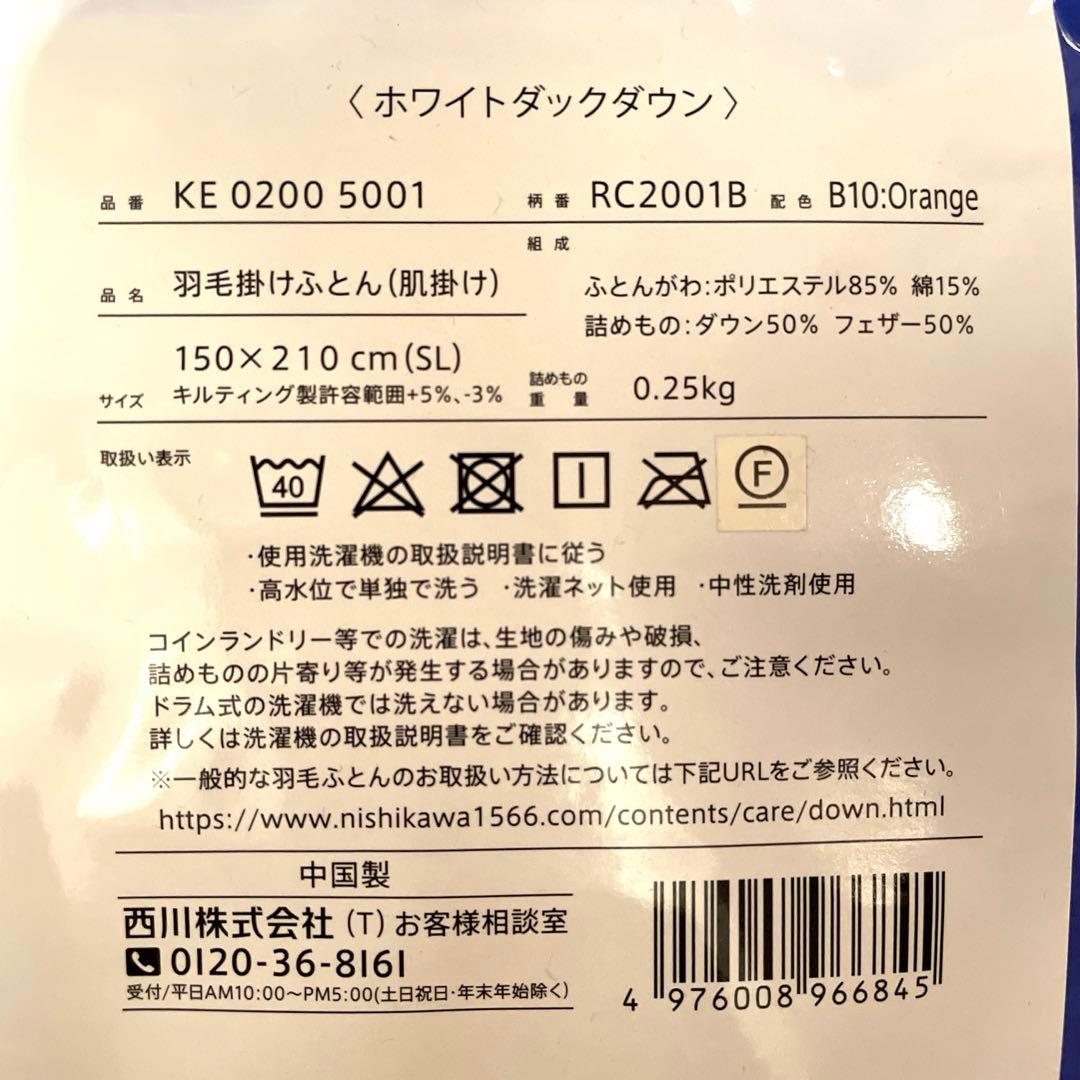 〈ホワイトダックダウン〉
品番 KE 0200 5001 柄番 RC2001B 配色 B10:Orange
組成
品名 羽毛掛けふとん(肌掛け)
ふとんがわ:ポリエステル85% 綿15%
詰めもの:ダウン50% フェザー50%
サイズ 150×210 cm(SL)
キルティング製許容範囲+5%、-3%
詰めもの重量 0.25kg
取扱い表示
40
F
・使用洗濯機の取扱説明書に従う
・高水位で単独で洗う ・洗濯ネット使用 ・中性洗剤使用
コインランドリー等での洗濯は、生地の傷みや破損、
詰めものの片寄り等が発生する場合がありますので、ご注意ください。
ドラム式の洗濯機では洗えない場合があります。
詳しくは洗濯機の取扱説明書をご確認ください。
※一般的な羽毛ふとんのお取扱い方法については下記URLをご参照ください。
https://www.nishikawa1566.com/contents/care/down.html
中国製
西川株式会社(T)お客様相談室
0120-36-8161
受付/平日AM10:00〜PM5:00(土日祝日・年末年始除く)
4 976008 966845